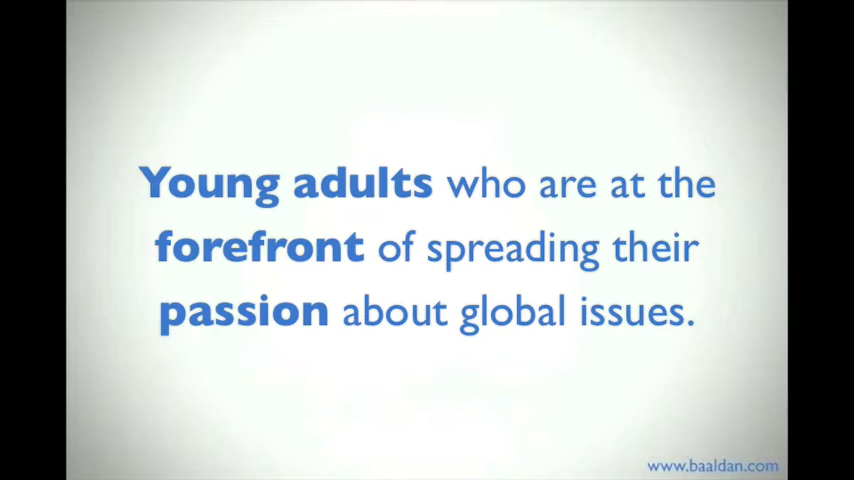 Young adults who are at the
forefront of spreading their
passion about global issues.
www.baaldan.com